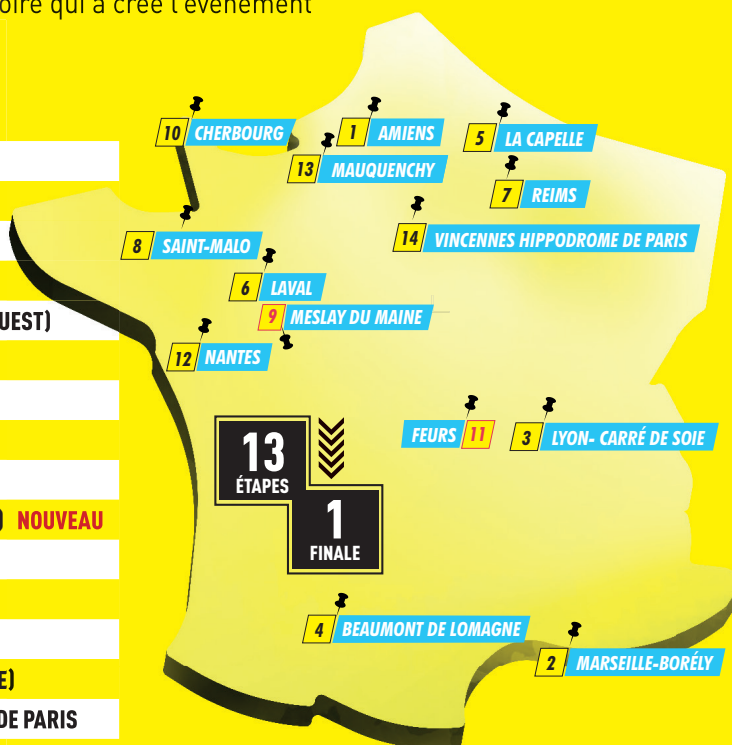 qui a créé l'événement
10 CHERBOURG
1 AMIENS
5 LA CAPELLE
13 MAUQUENCHY
7 REIMS
14 VINCENNES HIPPODROME DE PARIS
8 SAINT-MALO
6 LAVAL
9 MESLAY DU MAINE
12 NANTES
FEURS 11
3 LYON- CARRÉ DE SOIE
13
ÉTAPES
1
FINALE
NOUVEAU
4 BEAUMONT DE LOMAGNE
2 MARSEILLE-BORÉLY
DE PARIS